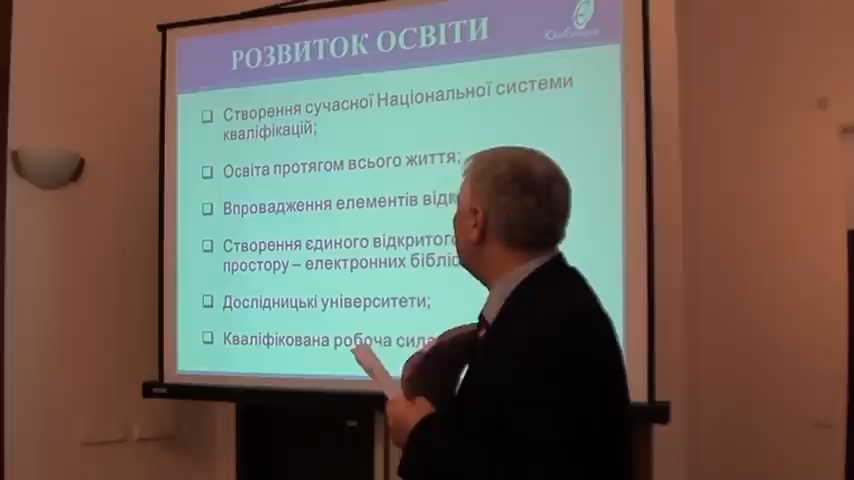 РОЗВИТОК ОСВІТИ
Створення сучасної Національної системи
кваліфікацій;
Освіта протягом всього життя;
Впровадження елементів
Створення єдиного відкритого
простору – електронних
Дослідницькі університети;
Кваліфікована робоча сила